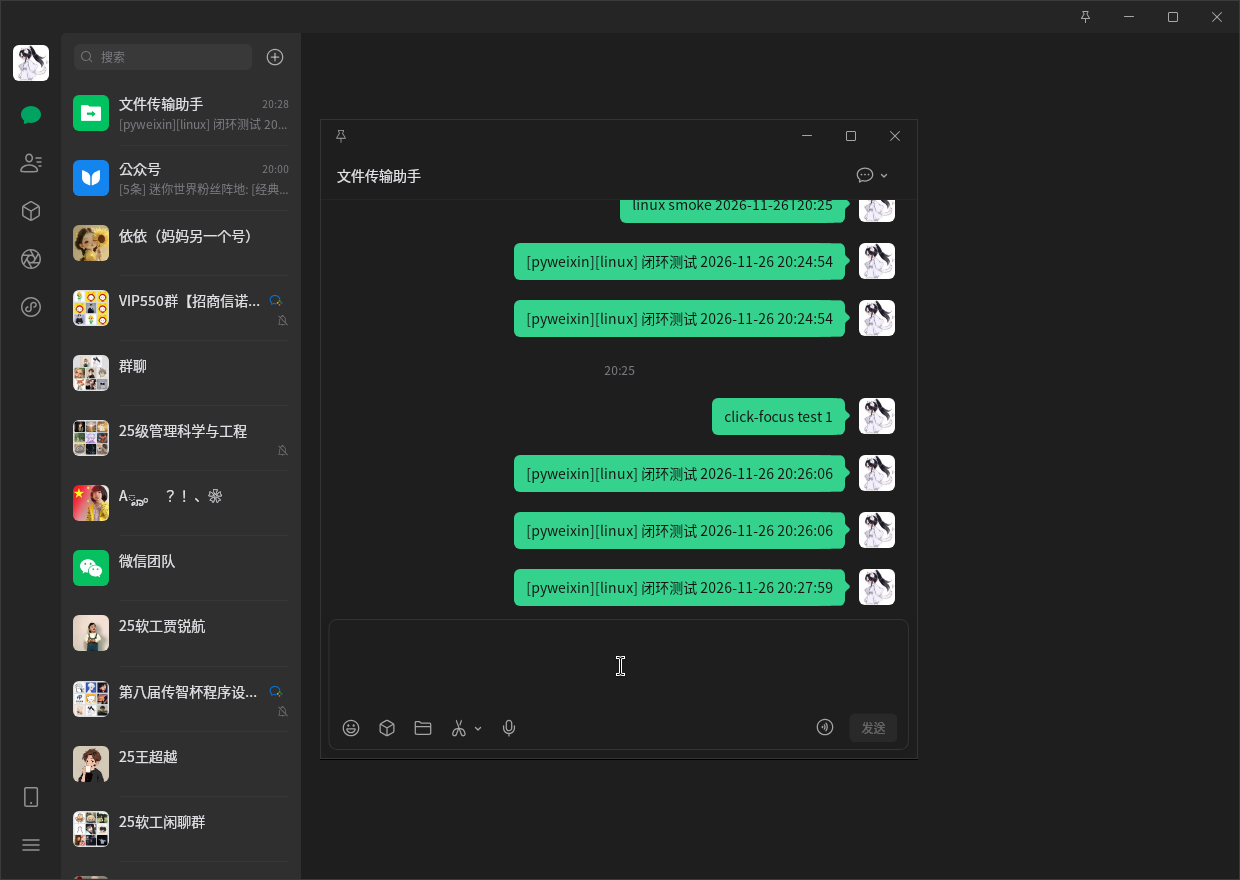 搜索
文件传输助手 20:28
[pyweixin][linux] 闭环测试 20...
公众号 20:00
[5条] 迷你世界粉丝阵地: [经典...
依依（妈妈另一个号）
VIP550群【招商信诺...
群聊
25级管理科学与工程
微信团队
25软工贾锐航
第八届传智杯程序设...
25王超越
25软工闲聊群
文件传输助手
linux smoke 2026-11-26T20:25
[pyweixin][linux] 闭环测试 2026-11-26 20:24:54
[pyweixin][linux] 闭环测试 2026-11-26 20:24:54
20:25
click-focus test 1
[pyweixin][linux] 闭环测试 2026-11-26 20:26:06
[pyweixin][linux] 闭环测试 2026-11-26 20:26:06
[pyweixin][linux] 闭环测试 2026-11-26 20:27:59
发送